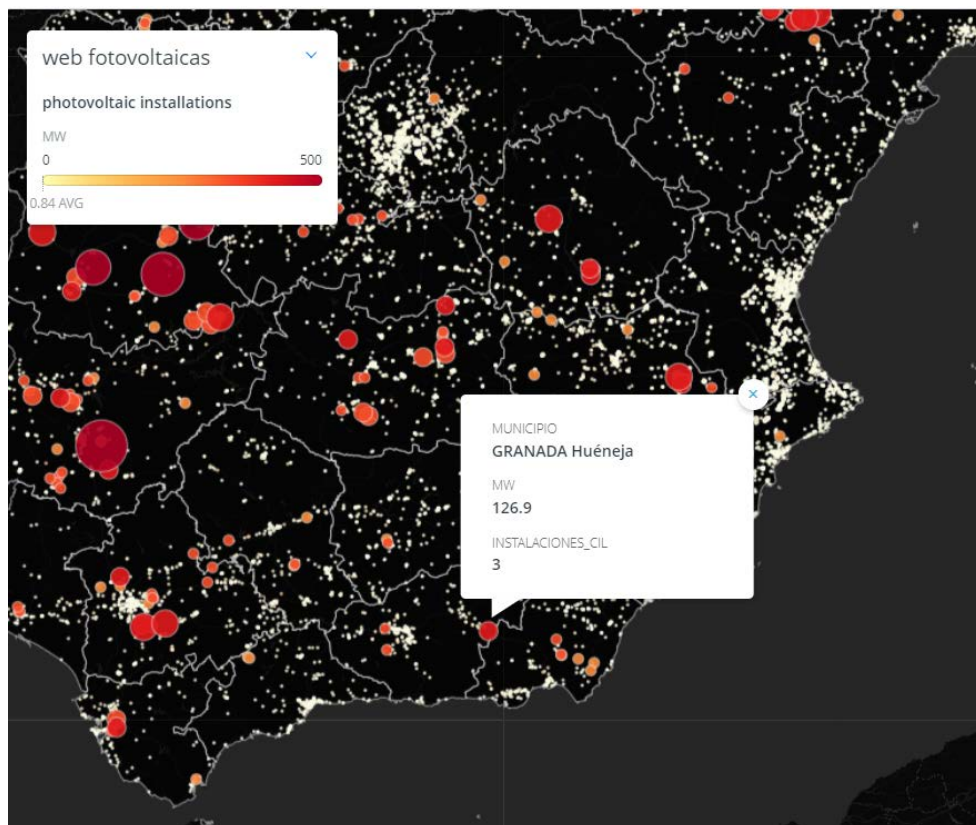 web fotovoltaicas
photovoltaic installations
MW
0 500
0.84 AVG
MUNICIPIO
GRANADA Huéneja
MW
126.9
INSTALACIONES_CIL
3